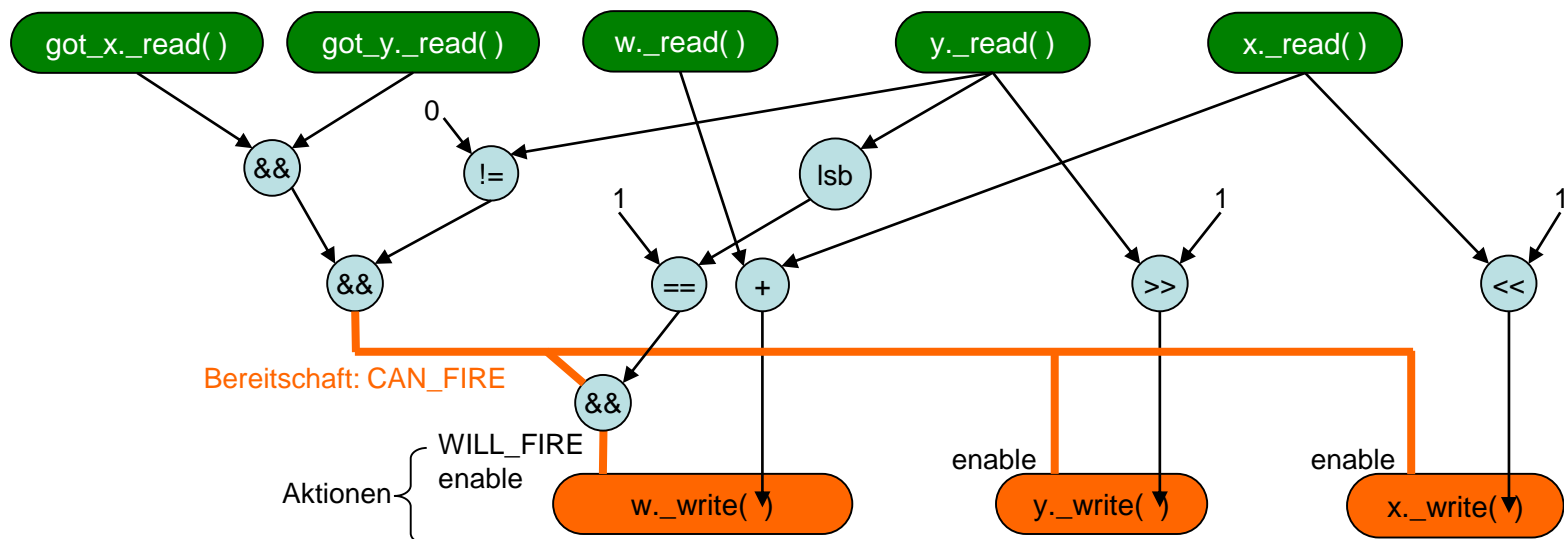 got_x._read( )
got_y._read( )
w._read( )
y._read( )
x._read( )
0
&&
!=
lsb
1
1
1
&&
==
+
>>
<<
Bereitschaft: CAN_FIRE
&&
WILL_FIRE
enable
Aktionen
enable
enable
w._write( )
y._write( )
x._write( )